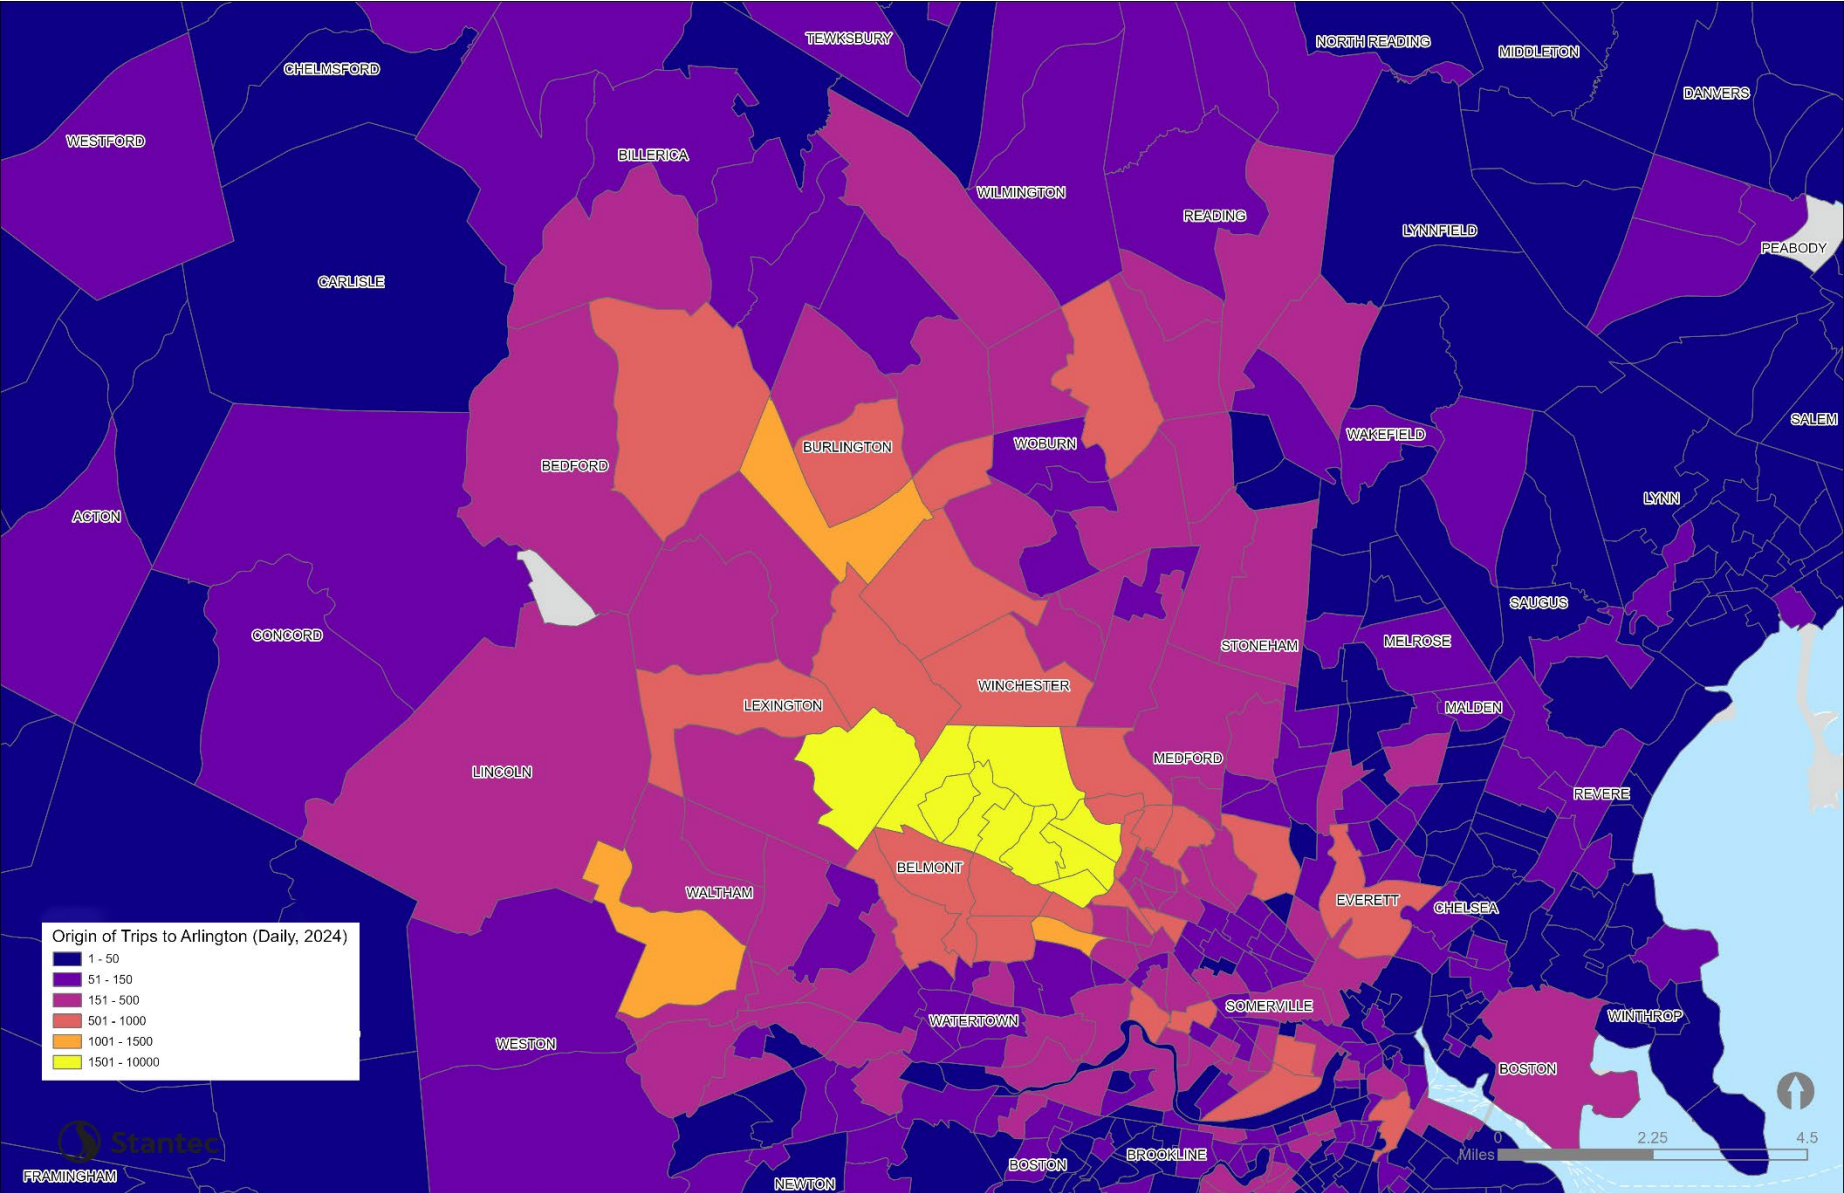 TEWKSBURY
NORTH READING
MIDDLETON
CHELMSFORD
DANVERS
WESTFORD
BILLERICA
WILMINGTON
READING
LYNNFIELD
PEABODY
CARLISLE
SALEM
WAKEFIELD
WOBURN
BURLINGTON
BEDFORD
LYNN
ACTON
SAUGUS
CONCORD
MELROSE
STONEHAM
WINCHESTER
LEXINGTON
MALDEN
MEDFORD
LINCOLN
REVERE
BELMONT
WALTHAM
EVERETT
CHELSEA
Origin of Trips to Arlington (Daily, 2024)
1 - 50
51 - 150
151 - 500
501 - 1000
1001 - 1500
1501 - 10000
SOMERVILLE
WINTHROP
WATERTOWN
WESTON
BOSTON
Stantec
0 2.25 4.5
Miles
BROOKLINE
BOSTON
FRAMINGHAM
NEWTON